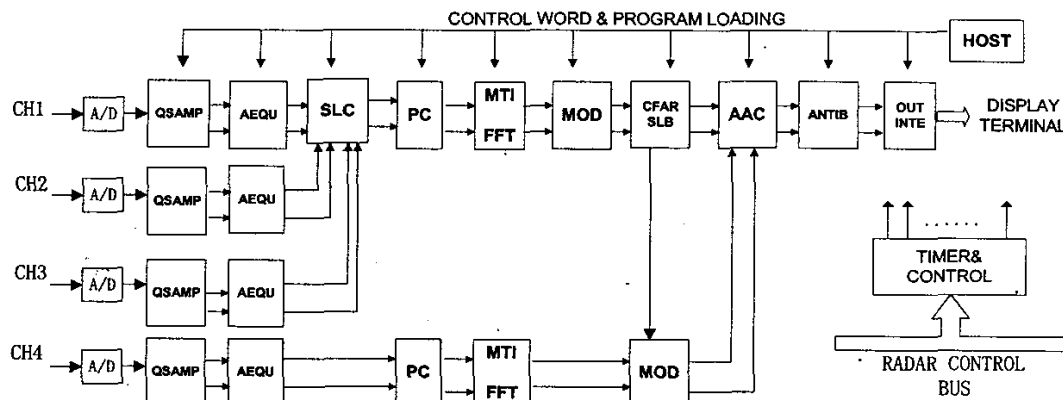 CONTROL WORD & PROGRAM LOADING
HOST
CH1
A/D
QSAMP
AEQU
SLC
PC
MTI
FFT
MOD
CFAR
SLB
AAC
ANTIB
OUT
INTE
DISPLAY
TERMINAL
CH2
A/D
QSAMP
AEQU
CH3
A/D
QSAMP
AEQU
......
TIMER&
CONTROL
CH4
A/D
QSAMP
AEQU
PC
MTI
FFT
MOD
RADAR CONTROL
BUS